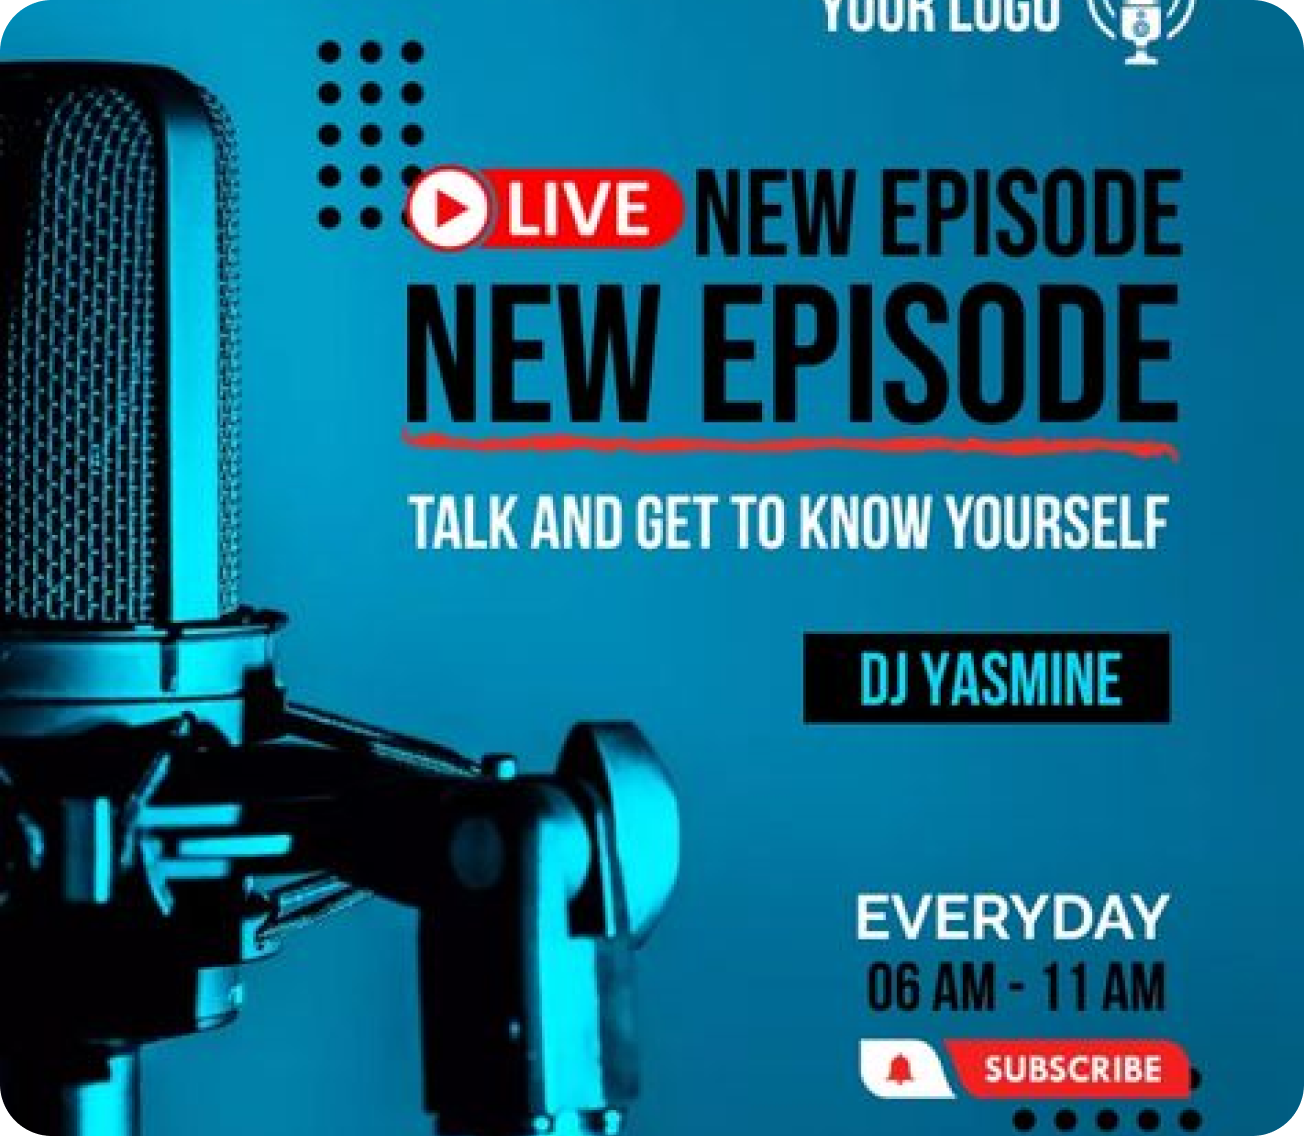 YOUR LOGO
LIVE NEW EPISODE
NEW EPISODE
TALK AND GET TO KNOW YOURSELF
DJ YASMINE
EVERYDAY
06 AM - 11 AM
SUBSCRIBE